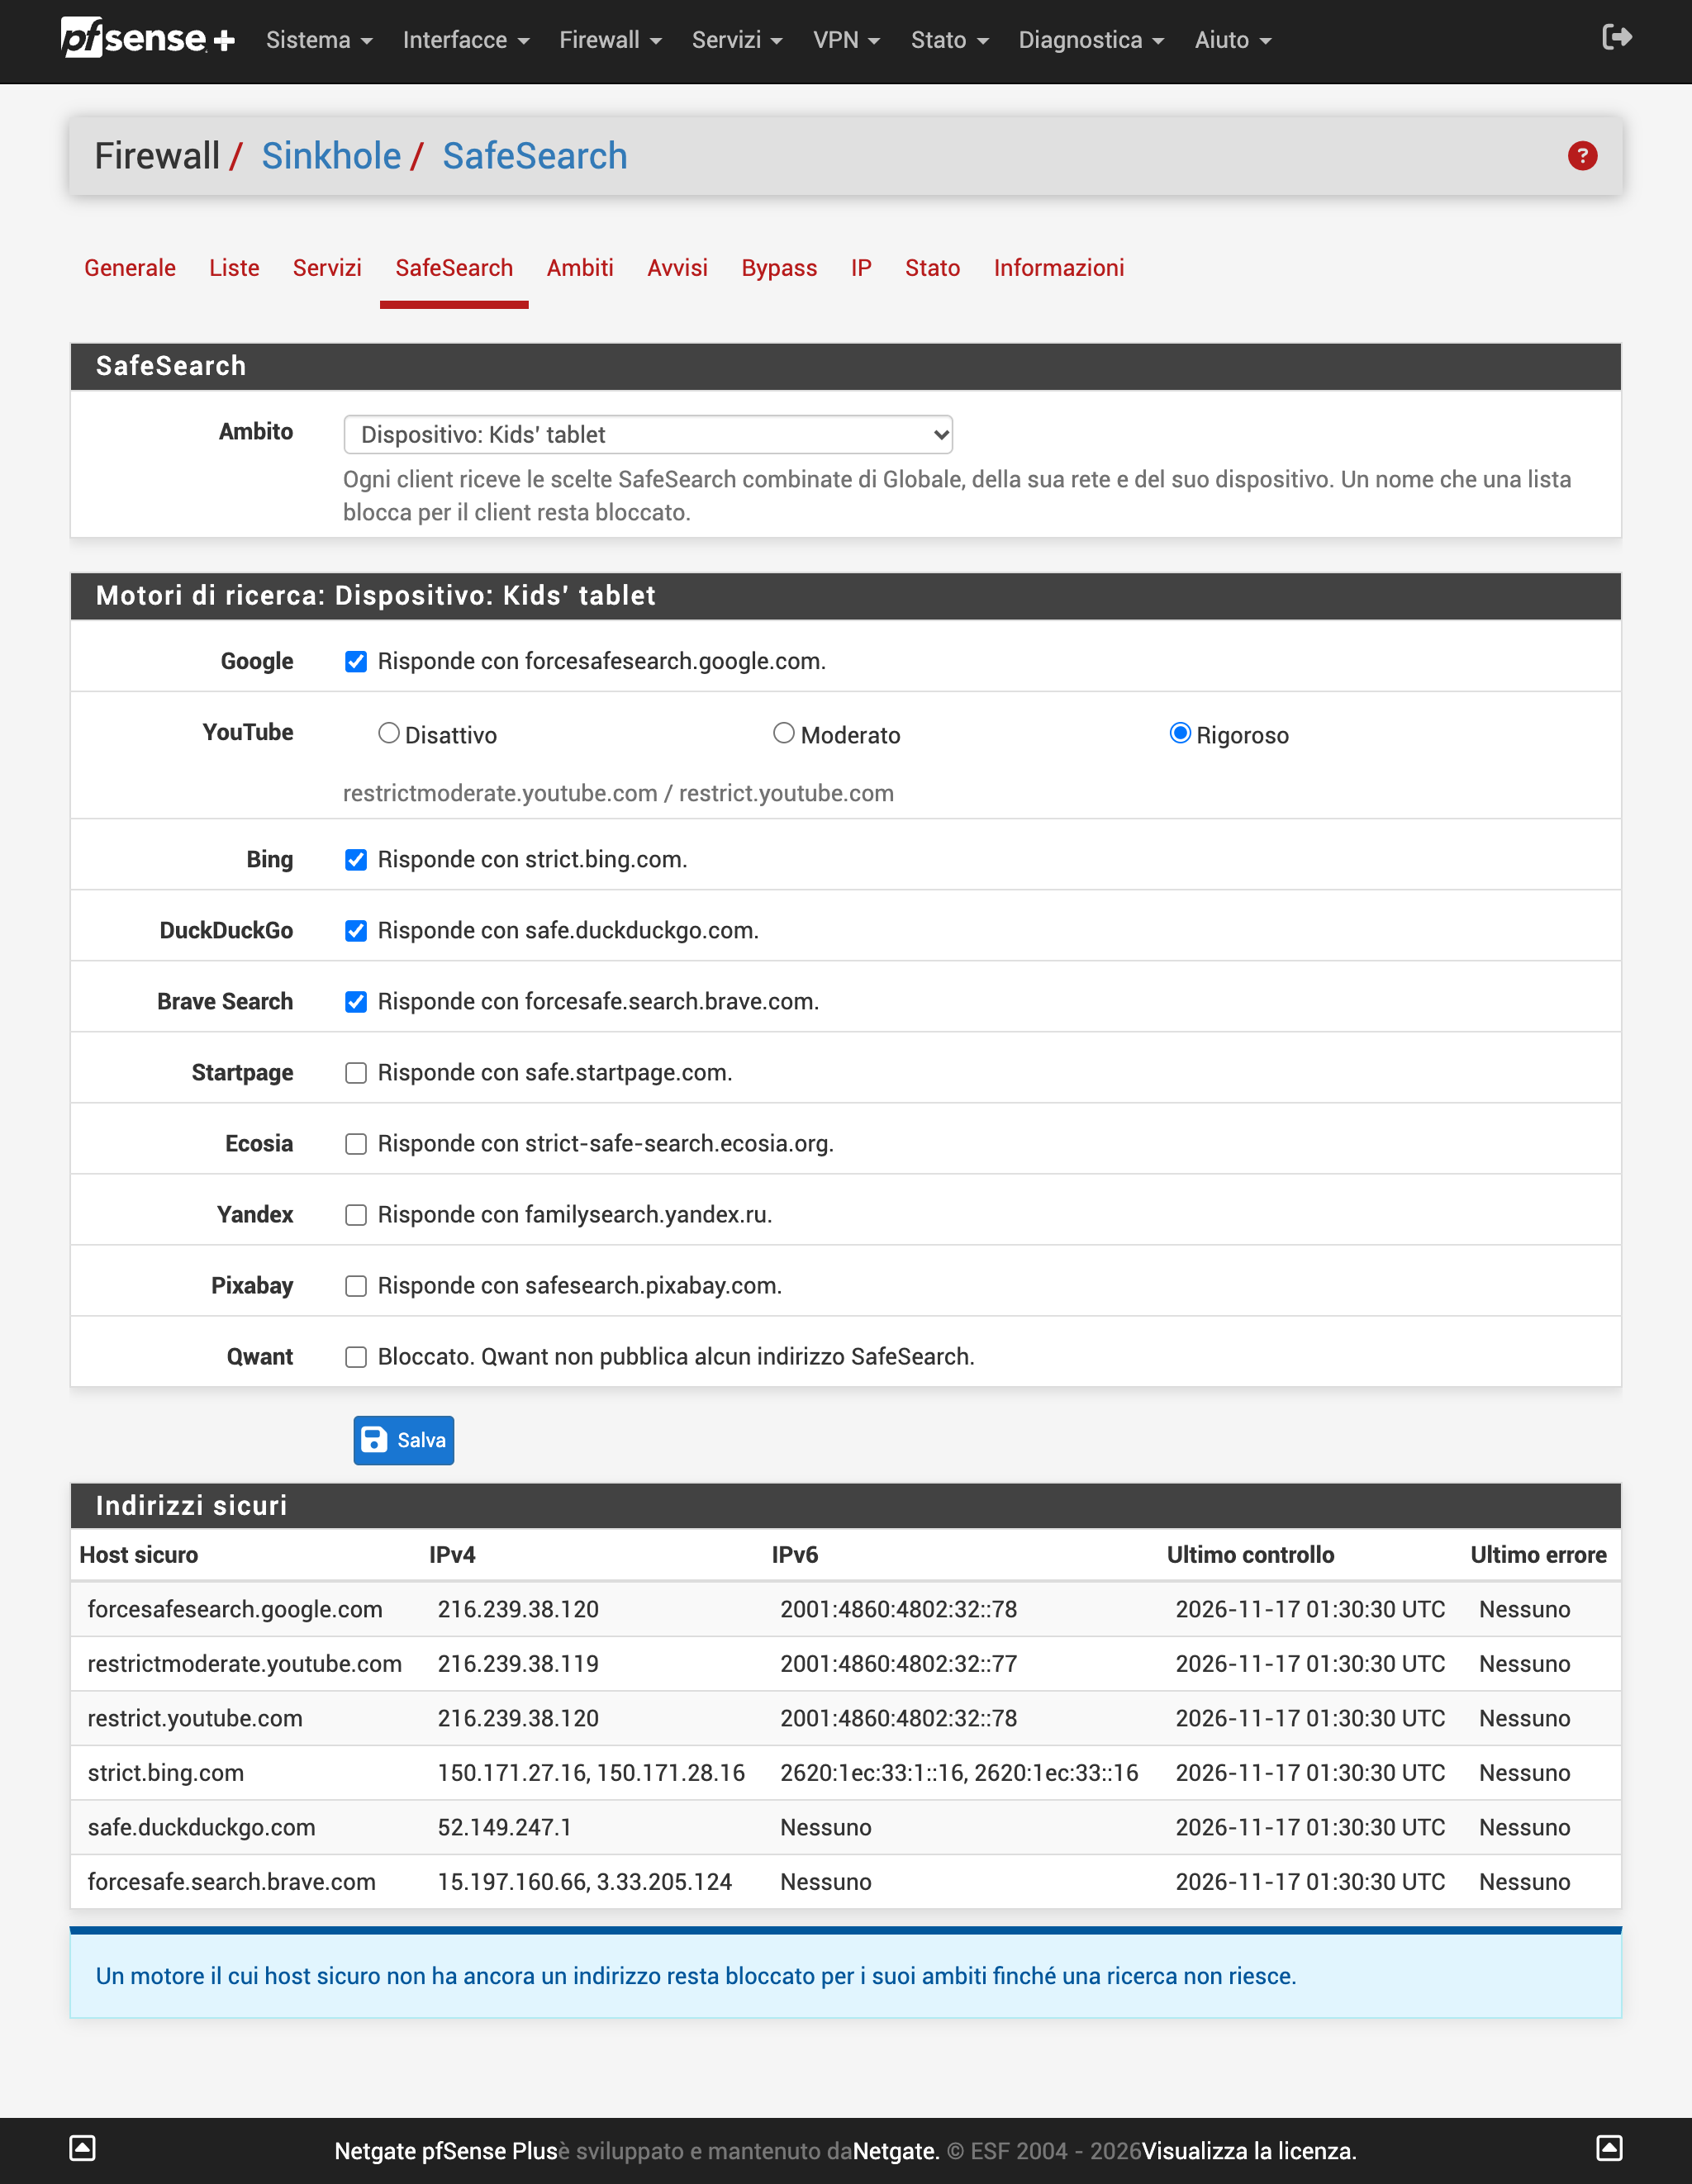 pfsense + Sistema Interfacce Firewall Servizi VPN Stato Diagnostica Aiuto
Firewall / Sinkhole / SafeSearch ?
Generale Liste Servizi SafeSearch Ambiti Avvisi Bypass IP Stato Informazioni
SafeSearch
Ambito Dispositivo: Kids' tablet
Ogni client riceve le scelte SafeSearch combinate di Globale, della sua rete e del suo dispositivo. Un nome che una lista
blocca per il client resta bloccato.
Motori di ricerca: Dispositivo: Kids' tablet
Google Risponde con forcesafesearch.google.com.
YouTube Disattivo Moderato Rigoroso
restrictmoderate.youtube.com / restrict.youtube.com
Bing Risponde con strict.bing.com.
DuckDuckGo Risponde con safe.duckduckgo.com.
Brave Search Risponde con forcesafe.search.brave.com.
Startpage Risponde con safe.startpage.com.
Ecosia Risponde con strict-safe-search.ecosia.org.
Yandex Risponde con familysearch.yandex.ru.
Pixabay Risponde con safesearch.pixabay.com.
Qwant Bloccato. Qwant non pubblica alcun indirizzo SafeSearch.
Salva
Indirizzi sicuri
Host sicuro IPv4 IPv6 Ultimo controllo Ultimo errore
forcesafesearch.google.com 216.239.38.120 2001:4860:4802:32::78 2026-11-17 01:30:30 UTC Nessuno
restrictmoderate.youtube.com 216.239.38.119 2001:4860:4802:32::77 2026-11-17 01:30:30 UTC Nessuno
restrict.youtube.com 216.239.38.120 2001:4860:4802:32::78 2026-11-17 01:30:30 UTC Nessuno
strict.bing.com 150.171.27.16, 150.171.28.16 2620:1ec:33:1::16, 2620:1ec:33::16 2026-11-17 01:30:30 UTC Nessuno
safe.duckduckgo.com 52.149.247.1 Nessuno 2026-11-17 01:30:30 UTC Nessuno
forcesafe.search.brave.com 15.197.160.66, 3.33.205.124 Nessuno 2026-11-17 01:30:30 UTC Nessuno
Un motore il cui host sicuro non ha ancora un indirizzo resta bloccato per i suoi ambiti finché una ricerca non riesce.
Netgate pfSense Plusè sviluppato e mantenuto daNetgate. © ESF 2004 - 2026Visualizza la licenza.